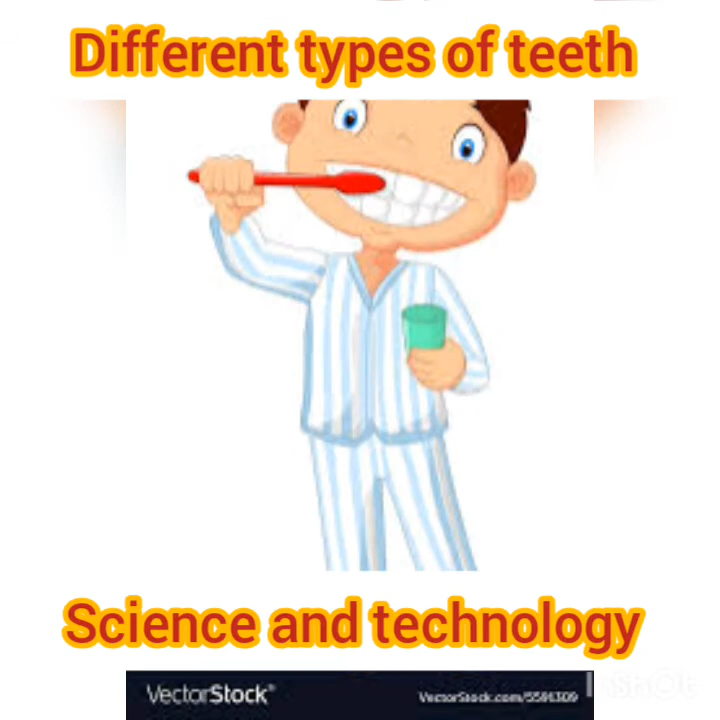 Different types of teeth
Science and technology
VectorStock®
VectorStock.com/5591309